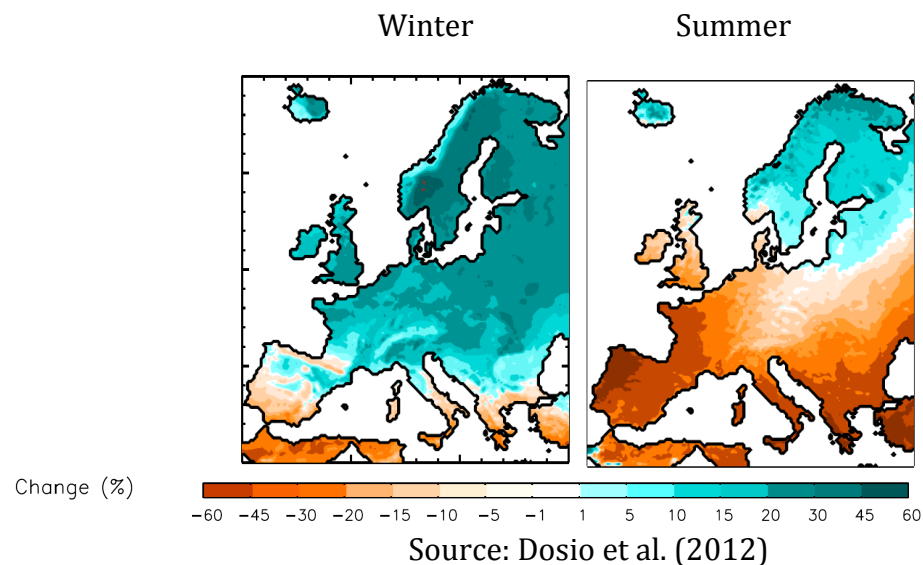 Winter Summer
Change (%)
−60 −45 −30 −20 −15 −10 −5 −1 1 5 10 15 20 30 45 60
Source: Dosio et al. (2012)